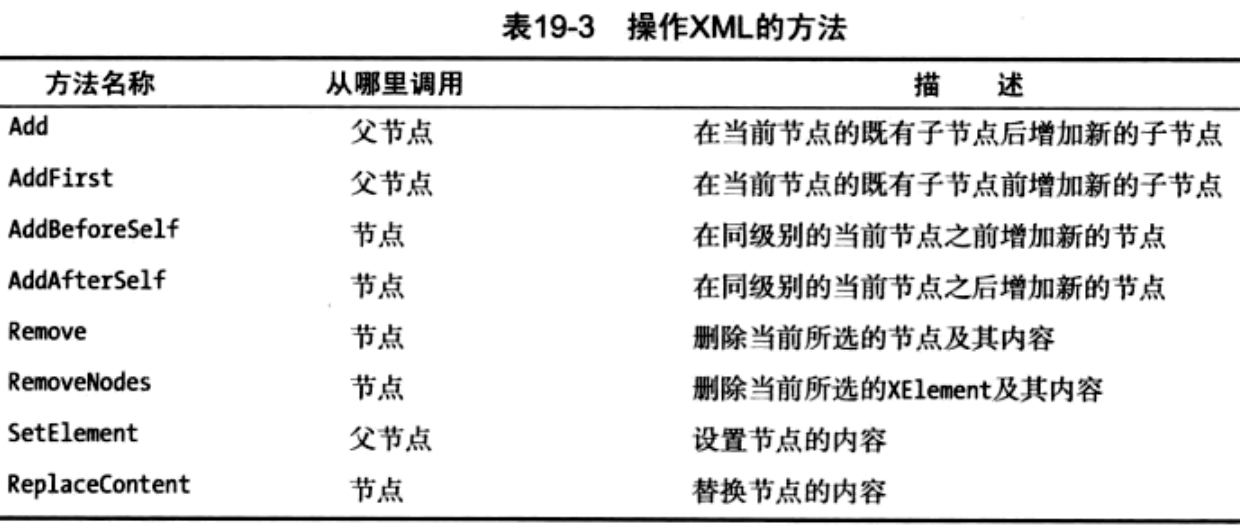 表19-3 操作XML的方法
方法名称 从哪里调用 描 述
Add 父节点 在当前节点的既有子节点后增加新的子节点
AddFirst 父节点 在当前节点的既有子节点前增加新的子节点
AddBeforeSelf 节点 在同级别的当前节点之前增加新的节点
AddAfterSelf 节点 在同级别的当前节点之后增加新的节点
Remove 节点 删除当前所选的节点及其内容
RemoveNodes 节点 删除当前所选的XElement及其内容
SetElement 父节点 设置节点的内容
ReplaceContent 节点 替换节点的内容